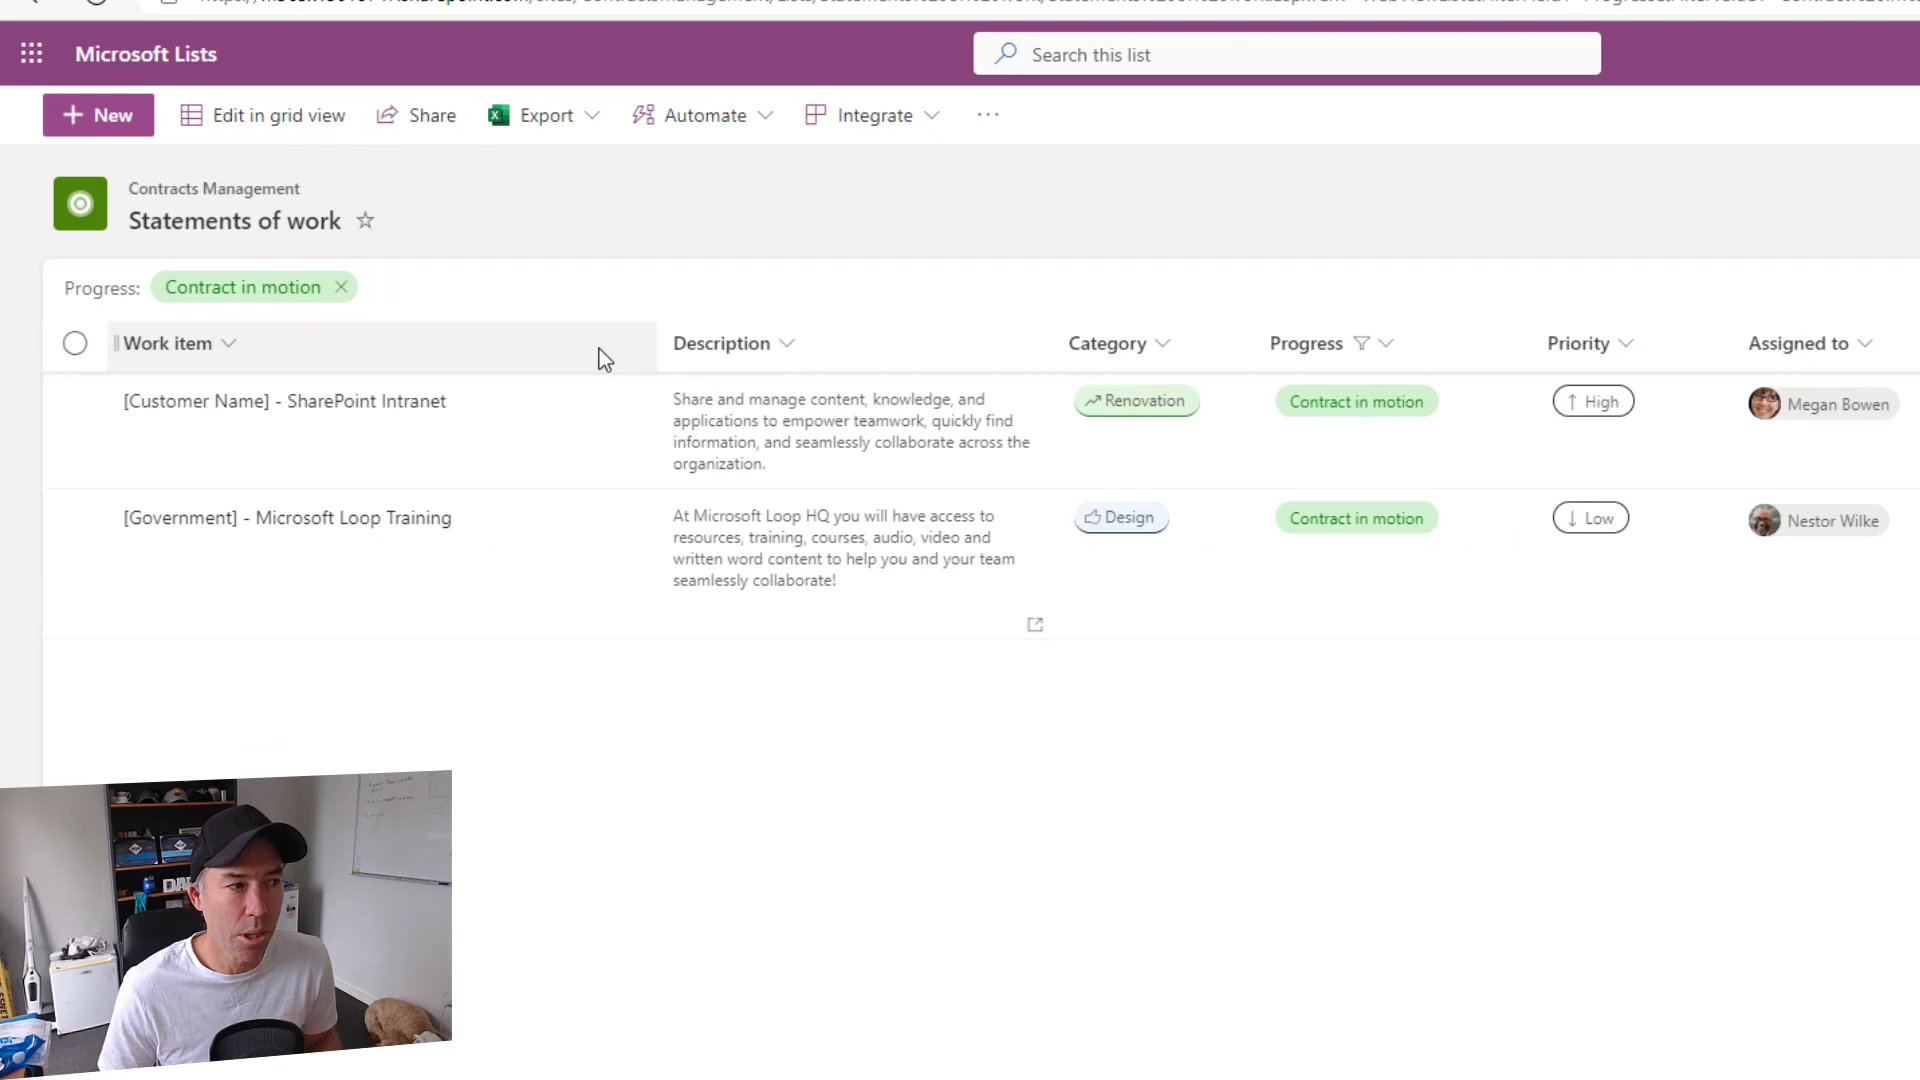 Microsoft Lists
Search this list
New
Edit in grid view
Share
Export
Automate
Integrate
Contracts Management
Statements of work
Progress:
Contract in motion
Work item
Description
Category
Progress
Priority
Assigned to
[Customer Name] - SharePoint Intranet
Share and manage content, knowledge, and
applications to empower teamwork, quickly find
information, and seamlessly collaborate across the
organization.
Renovation
Contract in motion
High
Megan Bowen
[Government] - Microsoft Loop Training
At Microsoft Loop HQ you will have access to
resources, training, courses, audio, video and
written word content to help you and your team
seamlessly collaborate!
Design
Contract in motion
Low
Nestor Wilke